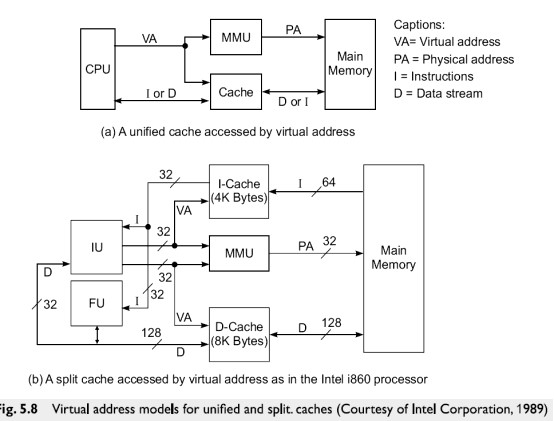 VA
MMU
PA
CPU
Main
Memory
I or D
Cache
D or I
Captions:
VA= Virtual address
PA = Physical address
I = Instructions
D = Data stream
(a) A unified cache accessed by virtual address
32
I-Cache
(4K Bytes)
I
64
VA
I
32
IU
MMU
PA
32
Main
Memory
D
32
32
32
FU
I
VA
D-Cache
(8K Bytes)
D
128
128
D
(b) A split cache accessed by virtual address as in the Intel i860 processor
ig. 5.8 Virtual address models for unified and split. caches (Courtesy of Intel Corporation, 1989)